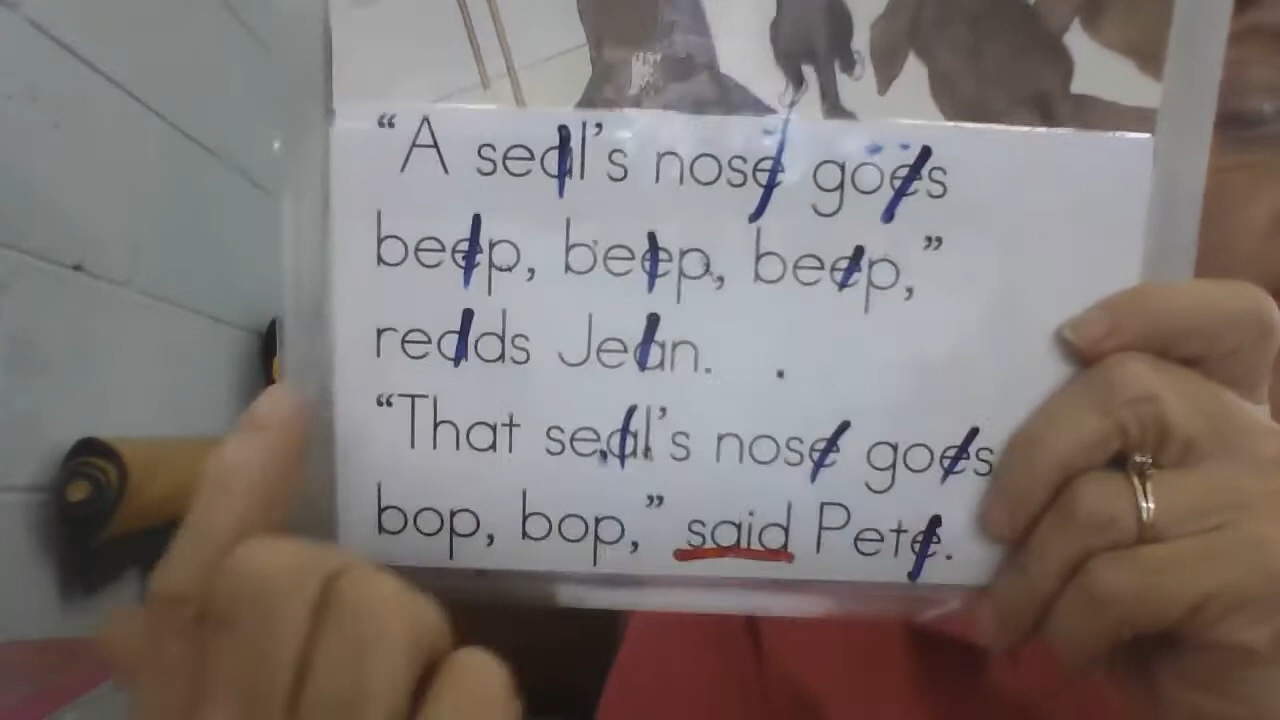 “A seal’s nose goes
beep, beep, beep,”
reads Jean. .
“That seal’s nose goes
bop, bop,” said Pete.